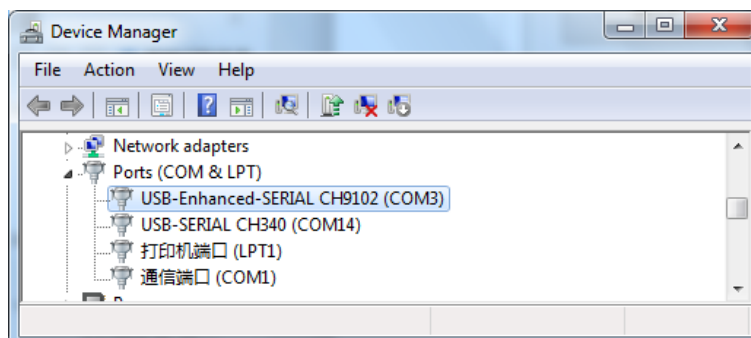 Device Manager
File Action View Help
Network adapters
Ports (COM & LPT)
USB-Enhanced-SERIAL CH9102 (COM3)
USB-SERIAL CH340 (COM14)
打印机端口 (LPT1)
通信端口 (COM1)